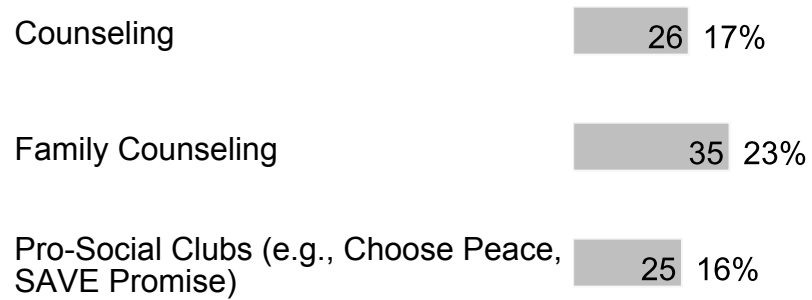 Counseling 26 17%
Family Counseling 35 23%
Pro-Social Clubs (e.g., Choose Peace,
SAVE Promise) 25 16%